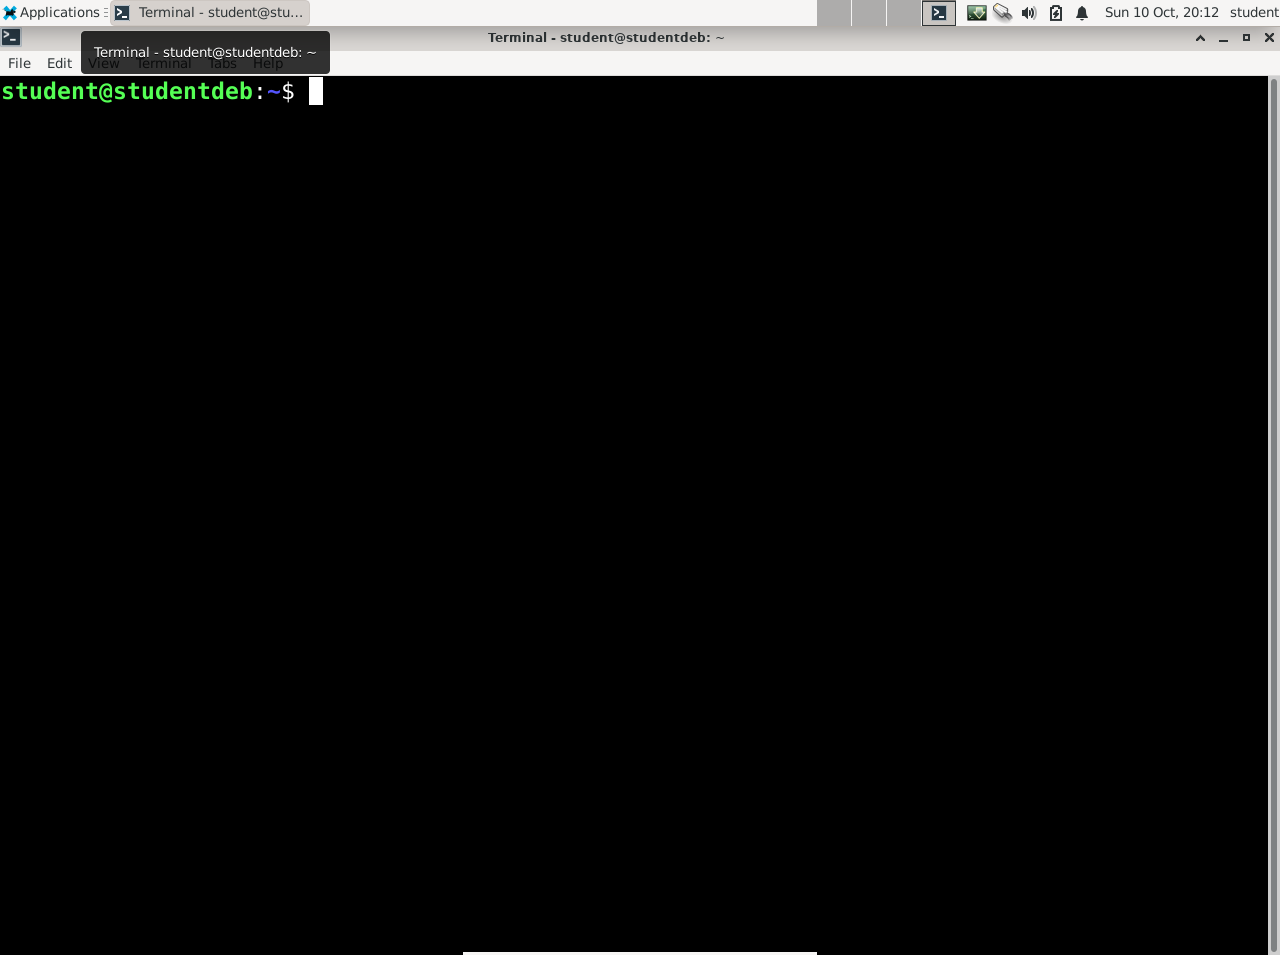 Applications Terminal - student@stu... Sun 10 Oct, 20:12 student
Terminal - student@studentdeb: ~
Terminal - student@studentdeb: ~
File Edit View Terminal Tabs Help
student@studentdeb:~$